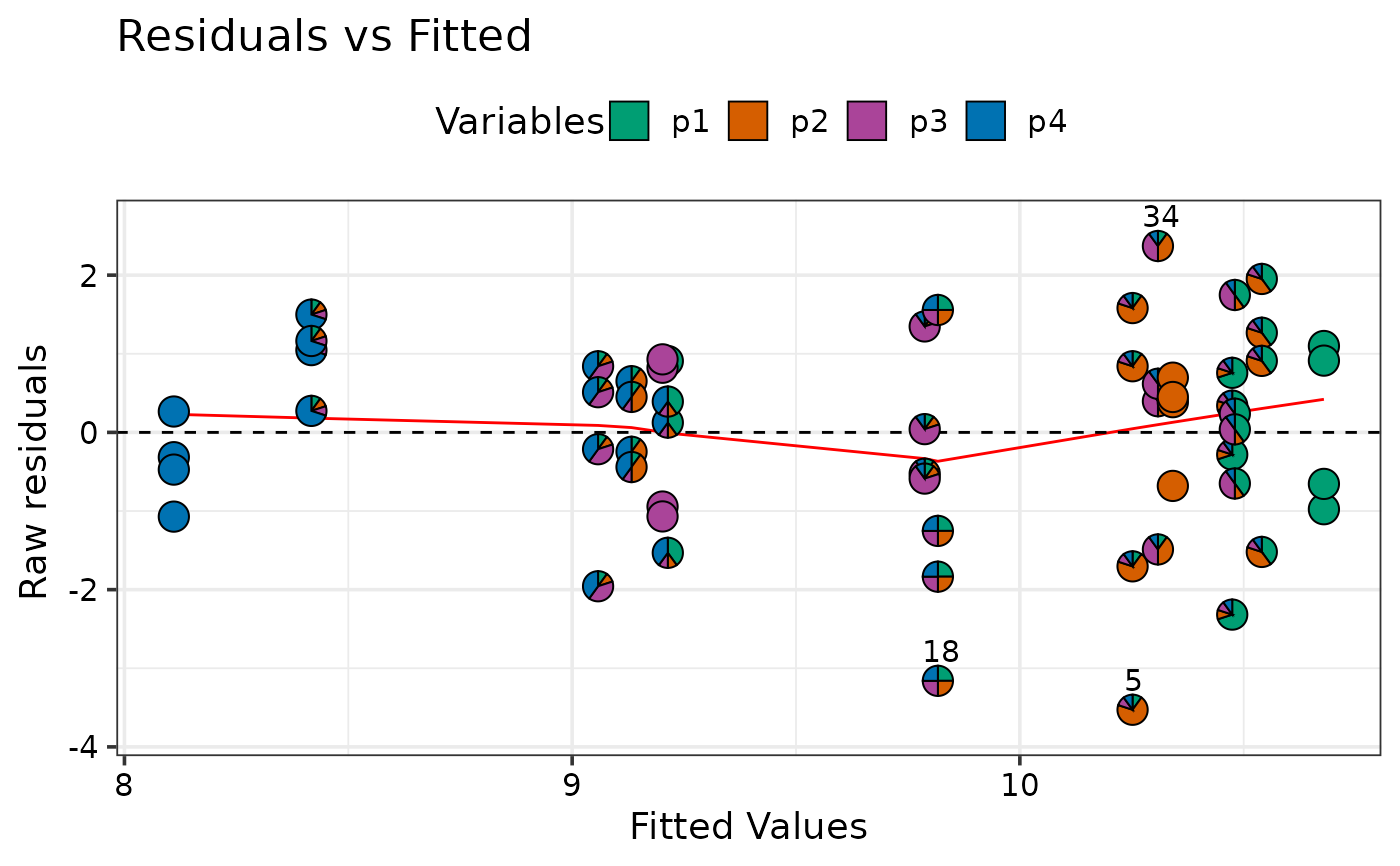 Residuals vs Fitted
Variables p1 p2 p3 p4
34
2
0
-2
18
5
-4
8 9 10
Raw residuals
Fitted Values